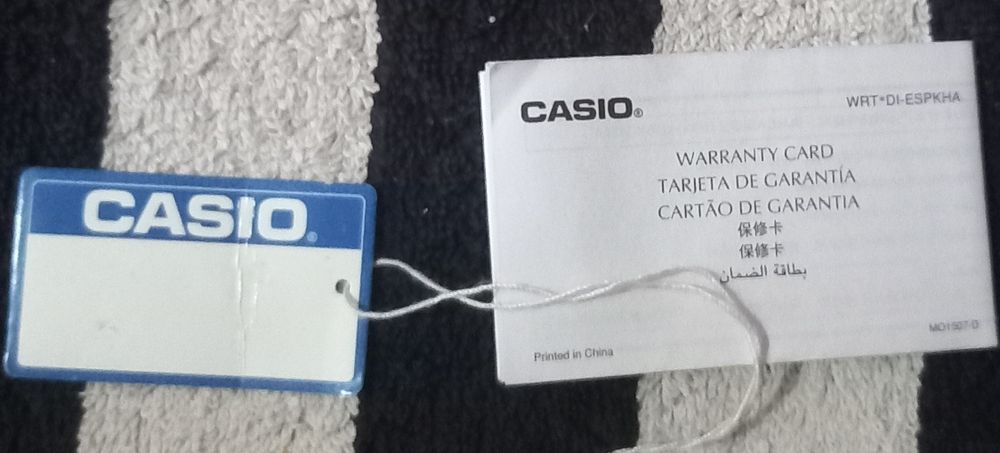 CASIO®
CASIO®
WRT*DI-ESPKHA
WARRANTY CARD
TARJETA DE GARANTÍA
CARTÃO DE GARANTIA
保修卡
保修卡
بطاقة الضمان
Printed in China
MO1507-D